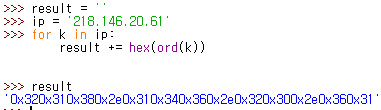 >>> result = ''
>>> ip = '218.146.20.61'
>>> for k in ip:
        result += hex(ord(k))
>>> result
'0x320x310x380x2e0x310x340x360x2e0x320x300x2e0x360x31'